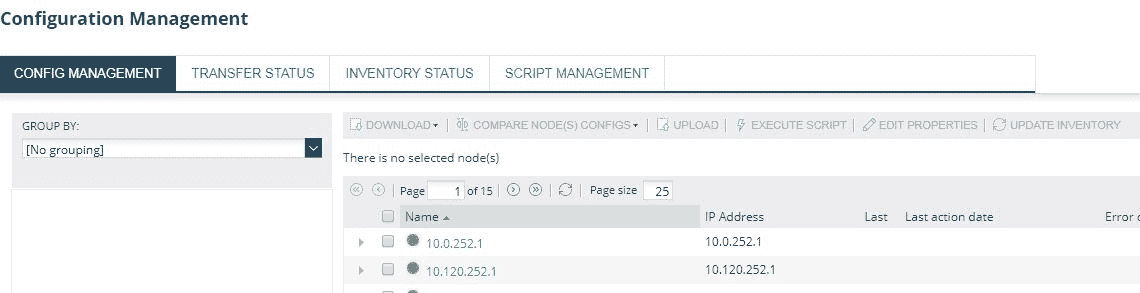 Configuration Management
CONFIG MANAGEMENT TRANSFER STATUS INVENTORY STATUS SCRIPT MANAGEMENT
GROUP BY:
[No grouping]
DOWNLOAD COMPARE NODE(S) CONFIGS UPLOAD EXECUTE SCRIPT EDIT PROPERTIES UPDATE INVENTORY
There is no selected node(s)
Page 1 of 15 Page size 25
Name IP Address Last Last action date Error
10.0.252.1 10.0.252.1
10.120.252.1 10.120.252.1